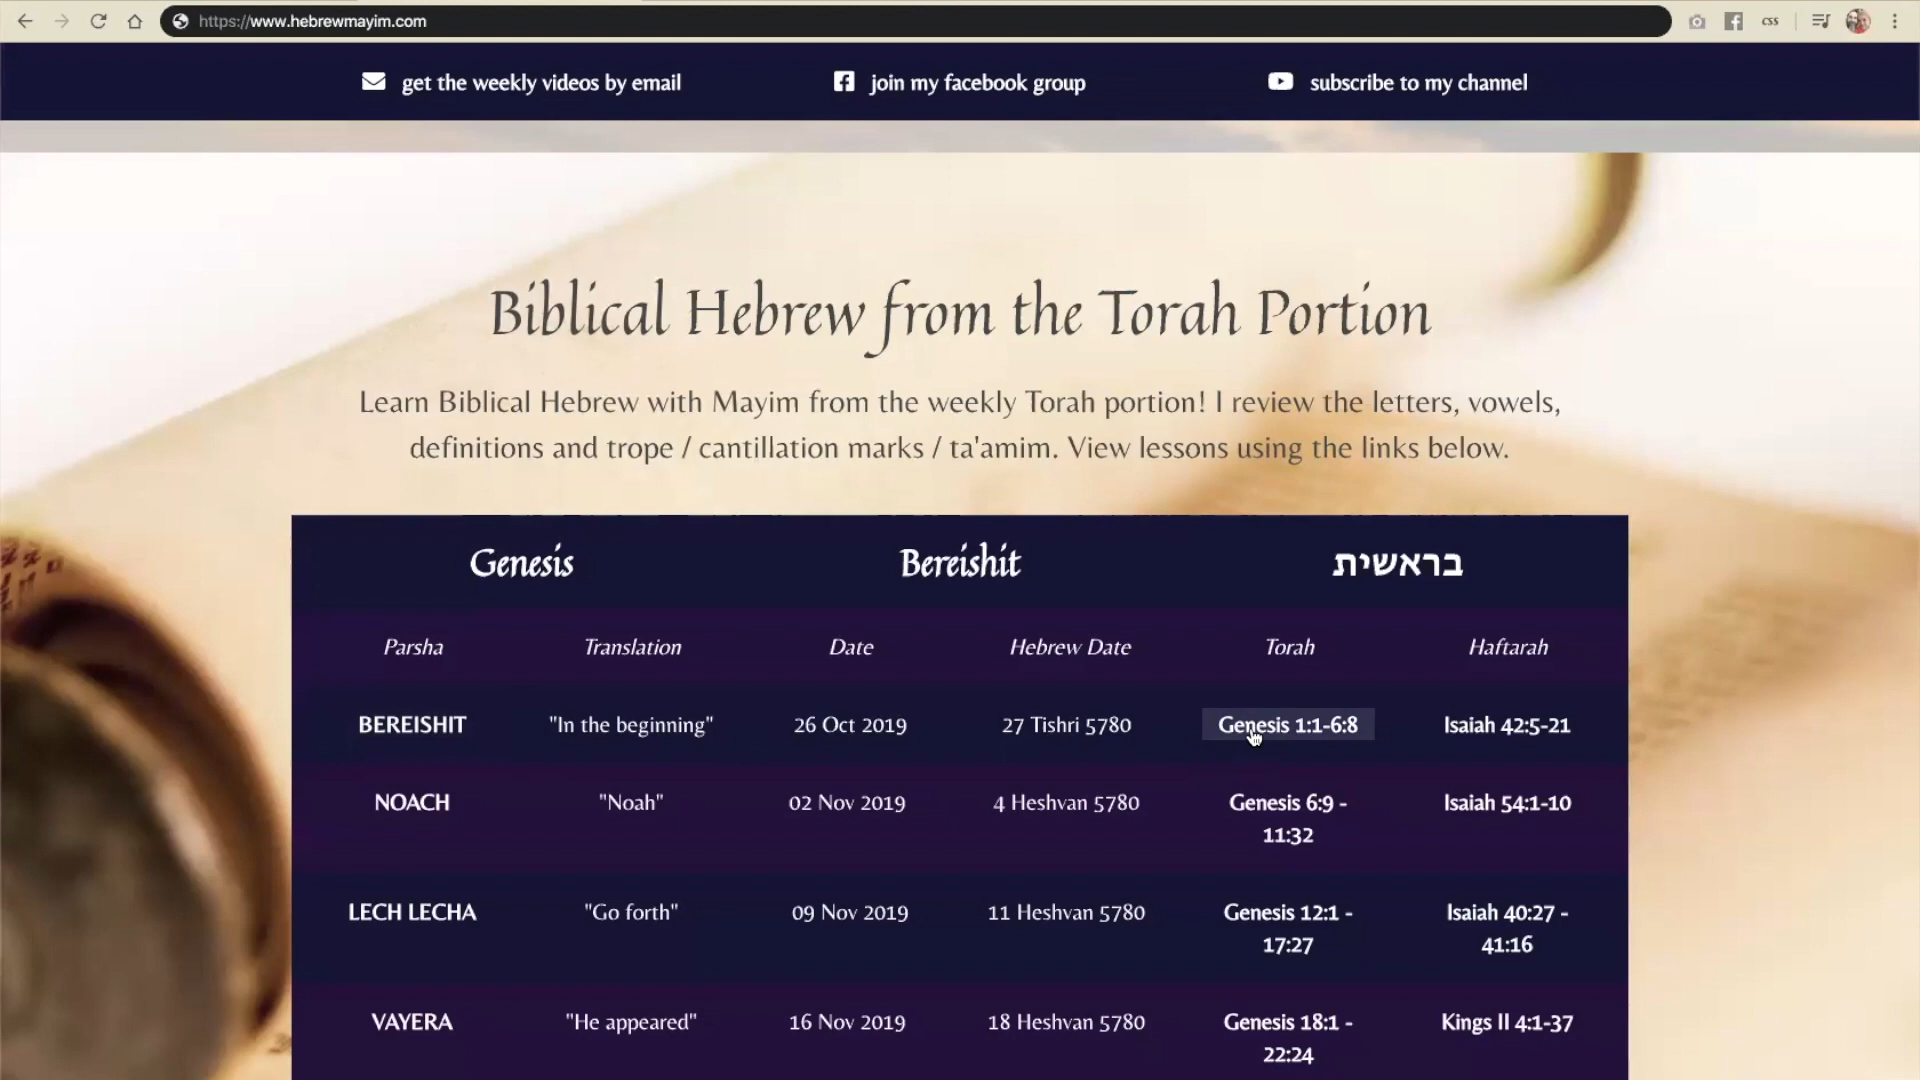 https://www.hebrewmayim.com
css
get the weekly videos by email
join my facebook group
subscribe to my channel
Biblical Hebrew from the Torah Portion
Learn Biblical Hebrew with Mayim from the weekly Torah portion! I review the letters, vowels,
definitions and trope / cantillation marks / ta'amim. View lessons using the links below.
Genesis Bereishit בראשית
Parsha Translation Date Hebrew Date Torah Haftarah
BEREISHIT "In the beginning" 26 Oct 2019 27 Tishri 5780 Genesis 1:1-6:8 Isaiah 42:5-21
NOACH "Noah" 02 Nov 2019 4 Heshvan 5780 Genesis 6:9 - Isaiah 54:1-10
11:32
LECH LECHA "Go forth" 09 Nov 2019 11 Heshvan 5780 Genesis 12:1 - Isaiah 40:27 -
17:27 41:16
VAYERA "He appeared" 16 Nov 2019 18 Heshvan 5780 Genesis 18:1 - Kings II 4:1-37
22:24